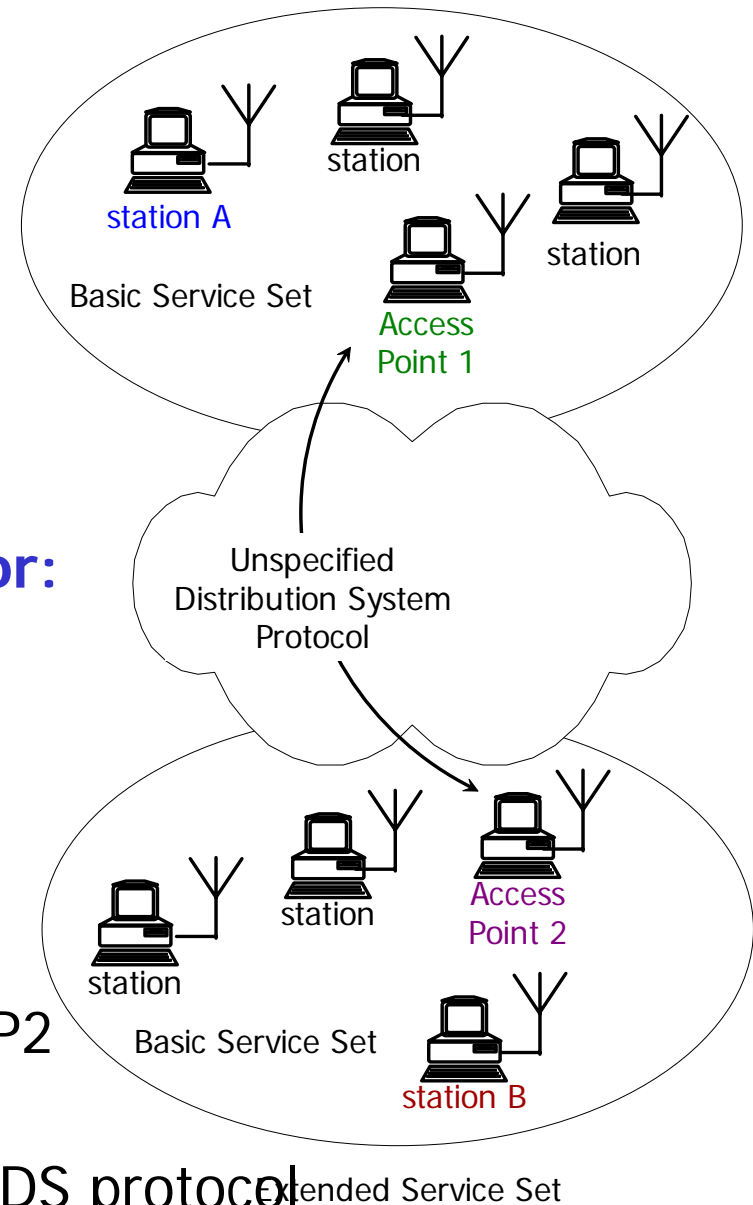 station
station A
station
Basic Service Set
Access
Point 1
or:
Unspecified
Distribution System
Protocol
station
Access
Point 2
station
P2
Basic Service Set
station B
DS protocol
Extended Service Set